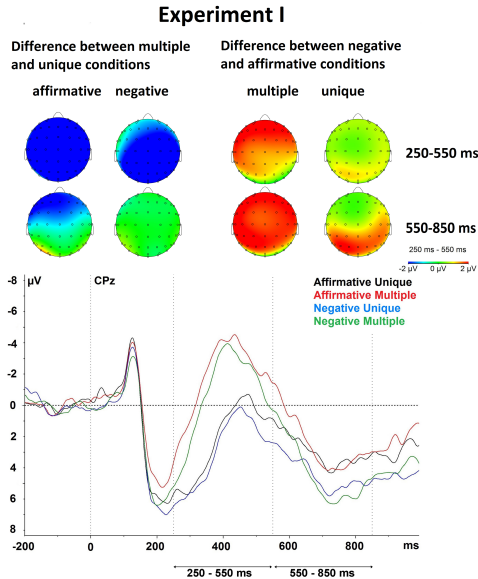 Experiment I
Difference between multiple and unique conditions
Difference between negative and affirmative conditions
affirmative negative
multiple unique
250-550 ms
550-850 ms
250 ms - 550 ms
-2 µV 0 µV 2 µV
-8 µV CPz
Affirmative Unique
Affirmative Multiple
Negative Unique
Negative Multiple
-6
-4
-2
0
2
4
6
8
-200 0 200 400 600 800 ms
250 - 550 ms 550 - 850 ms